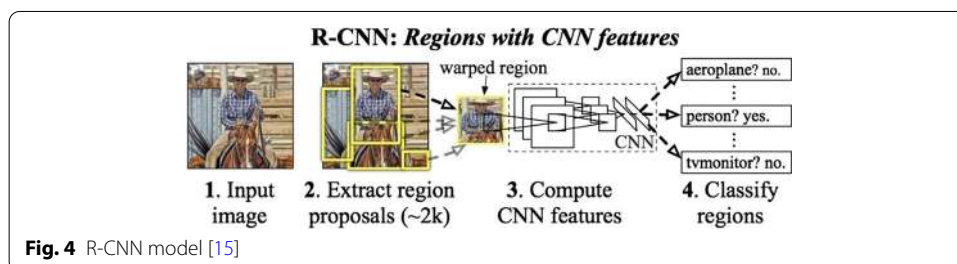 R-CNN: Regions with CNN features
warped region
aeroplane? no.
⋮
person? yes.
⋮
tvmonitor? no.
CNN
1. Input
image
2. Extract region
proposals (~2k)
3. Compute
CNN features
4. Classify
regions
Fig. 4 R-CNN model [15]